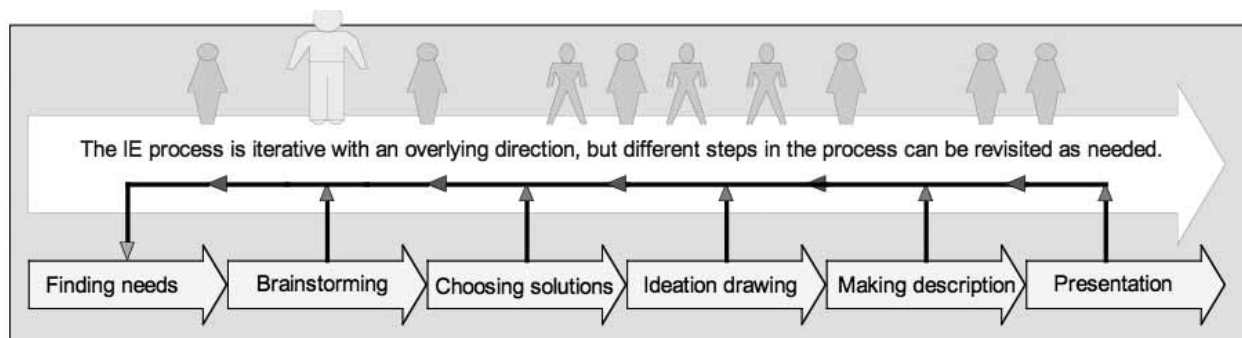 The IE process is iterative with an overlying direction, but different steps in the process can be revisited as needed.
Finding needs
Brainstorming
Choosing solutions
Ideation drawing
Making description
Presentation